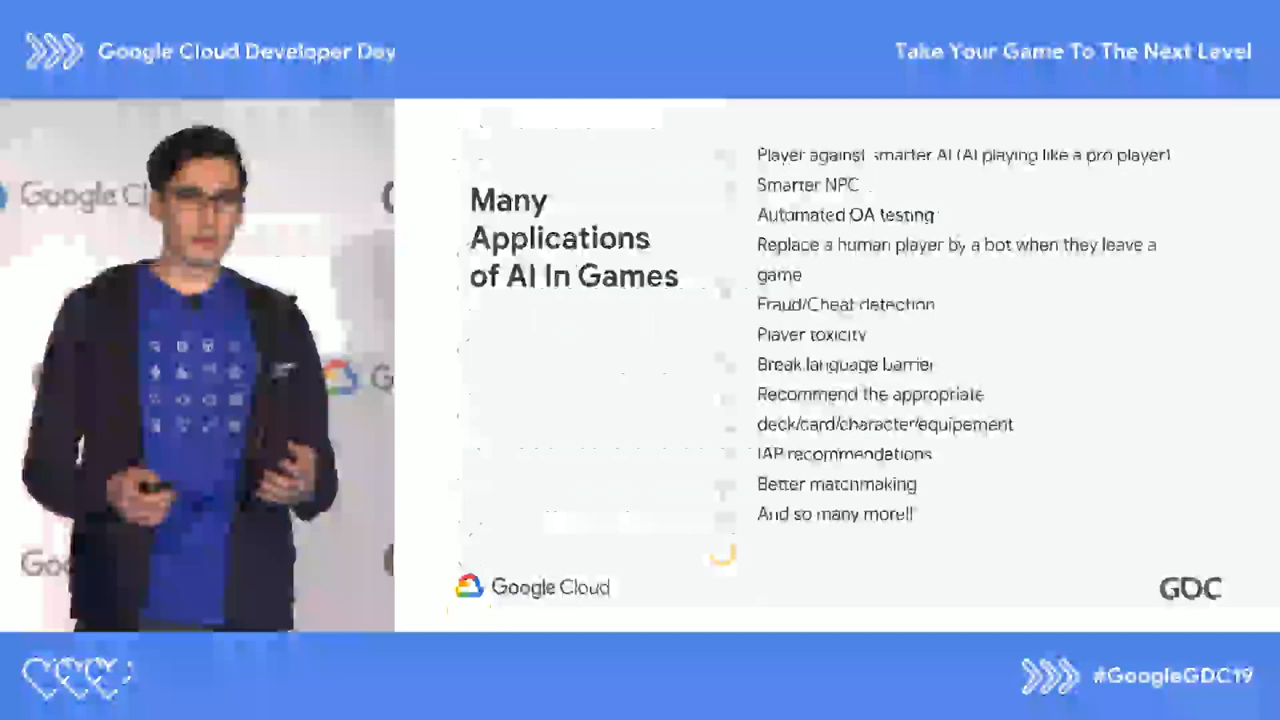 Google Cloud Developer Day
Take Your Game To The Next Level
Google Cl
G
Goo
Many
Applications
of AI In Games
Player against smarter AI (AI playing like a pro player)
Smarter NPC
Automated QA testing
Replace a human player by a bot when they leave a
game
Fraud/Cheat detection
Player toxicity
Break language barrier
Recommend the appropriate
deck/card/character/equipement
IAP recommendations
Better matchmaking
And so many more!!
Google Cloud
GDC
#GoogleGDC19